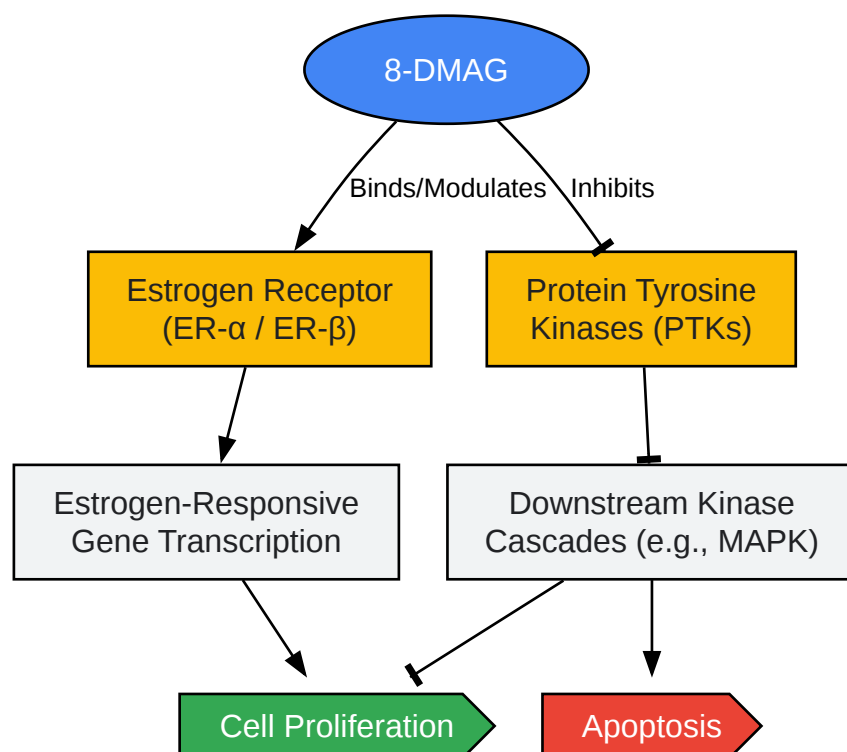 8-DMAG
Binds/Modulates
Inhibits
Estrogen Receptor
(ER-α / ER-β)
Protein Tyrosine
Kinases (PTKs)
Estrogen-Responsive
Gene Transcription
Downstream Kinase
Cascades (e.g., MAPK)
Cell Proliferation
Apoptosis